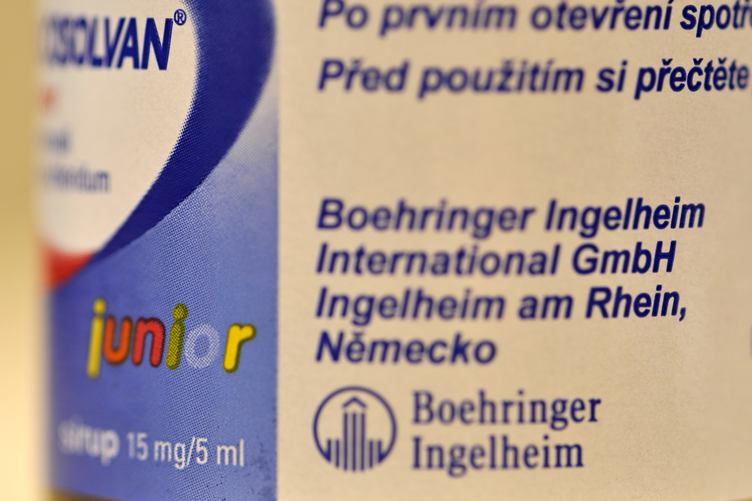 OSOLVAN®
junior
sirup 15 mg/5 ml
Po prvním otevření spotř
Před použitím si přečtěte
Boehringer Ingelheim
International GmbH
Ingelheim am Rhein,
Německo
Boehringer
Ingelheim